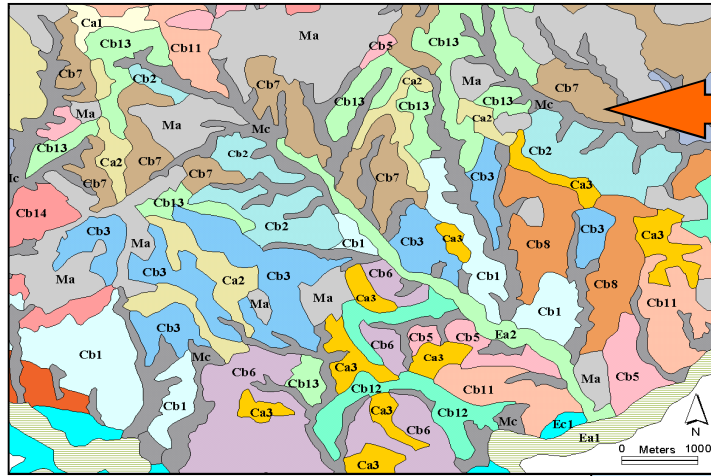 Ca1
Cb13 Cb11 Ma Cb5 Cb13
Cb7 Cb2 Cb7 Ca2 Ma Cb7
Ma Ma Cb13 Cb13 Cb13 Mc
Mc Ca2
Cb13 Ca2 Cb7 Cb2 Cb2
Mc Cb7 Cb7 Cb7 Cb3 Ca3
Cb14 Cb13
Cb3 Ma Cb2 Cb1 Cb3 Ca3 Cb3 Ca3
Cb3 Cb3 Cb6 Cb8
Ma Ca2 Ca3 Cb1 Cb8 Cb11
Ma Ma Cb1
Cb3 Ea2
Cb1 Mc Cb6 Cb5 Cb5
Cb6 Ca3 Ca3 Ma Cb5
Cb13 Cb12 Cb11
Cb1 Ca3 Ca3 Cb12 Mc Ec1
Cb6 Ea1
Ca3
N
0 Meters 1000